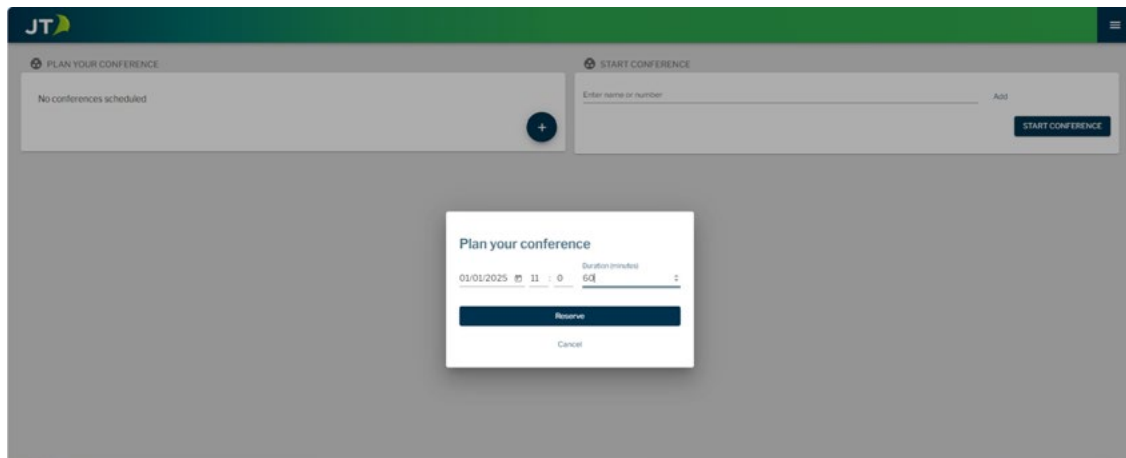 JT
PLAN YOUR CONFERENCE
No conferences scheduled
+
START CONFERENCE
Enter name or number
Add
START CONFERENCE
Plan your conference
Duration (minutes)
01/01/2025 11 : 0 60
Reserve
Cancel